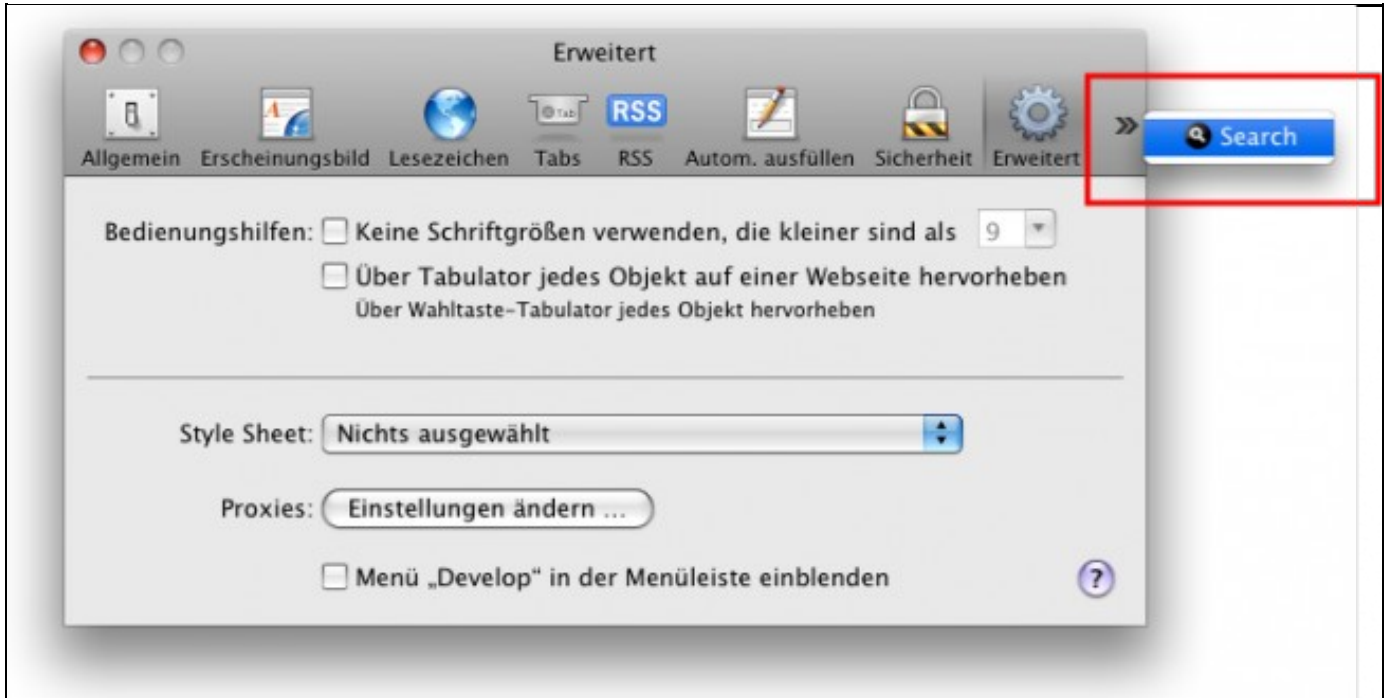 Erweitert
Tab
RSS
Allgemein Erscheinungsbild Lesezeichen Tabs RSS Autom. ausfüllen Sicherheit Erweitert » Search
Bedienungshilfen: Keine Schriftgrößen verwenden, die kleiner sind als 9
Über Tabulator jedes Objekt auf einer Webseite hervorheben
Über Wahltaste-Tabulator jedes Objekt hervorheben
Style Sheet: Nichts ausgewählt
Proxies: Einstellungen ändern ...
Menü „Develop“ in der Menüleiste einblenden ?